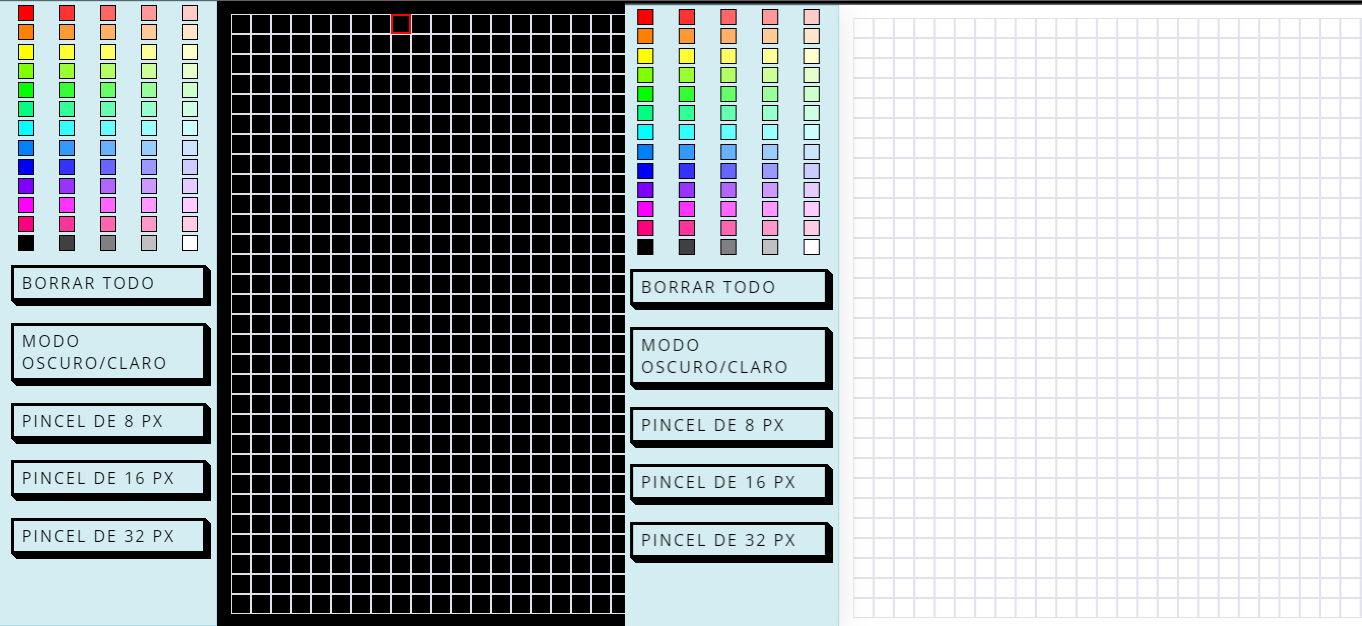 BORRAR TODO
MODO
OSCURO/CLARO
PINCEL DE 8 PX
PINCEL DE 16 PX
PINCEL DE 32 PX
BORRAR TODO
MODO
OSCURO/CLARO
PINCEL DE 8 PX
PINCEL DE 16 PX
PINCEL DE 32 PX